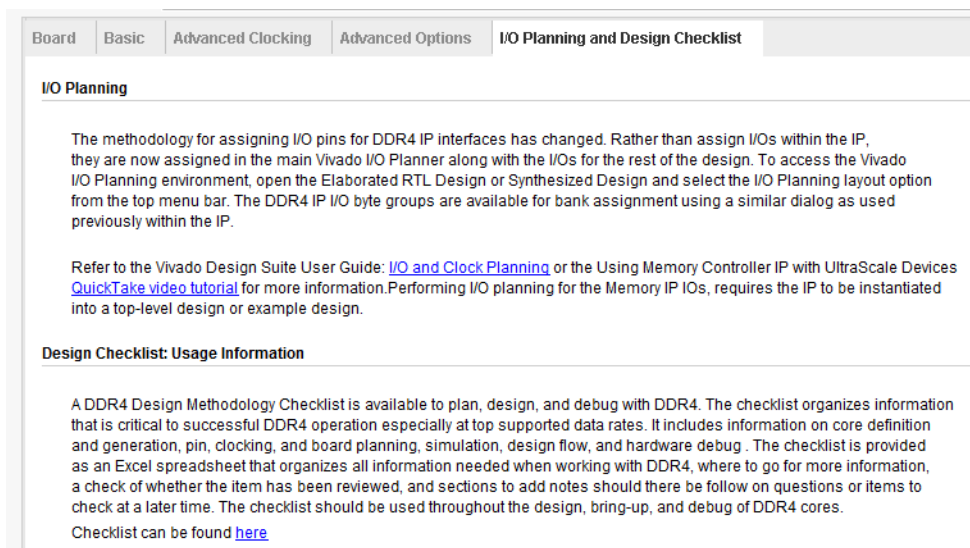 Board Basic Advanced Clocking Advanced Options I/O Planning and Design Checklist
I/O Planning
The methodology for assigning I/O pins for DDR4 IP interfaces has changed. Rather than assign I/Os within the IP,
they are now assigned in the main Vivado I/O Planner along with the I/Os for the rest of the design. To access the Vivado
I/O Planning environment, open the Elaborated RTL Design or Synthesized Design and select the I/O Planning layout option
from the top menu bar. The DDR4 IP I/O byte groups are available for bank assignment using a similar dialog as used
previously within the IP.
Refer to the Vivado Design Suite User Guide: I/O and Clock Planning or the Using Memory Controller IP with UltraScale Devices
QuickTake video tutorial for more information.Performing I/O planning for the Memory IP IOs, requires the IP to be instantiated
into a top-level design or example design.
Design Checklist: Usage Information
A DDR4 Design Methodology Checklist is available to plan, design, and debug with DDR4. The checklist organizes information
that is critical to successful DDR4 operation especially at top supported data rates. It includes information on core definition
and generation, pin, clocking, and board planning, simulation, design flow, and hardware debug . The checklist is provided
as an Excel spreadsheet that organizes all information needed when working with DDR4, where to go for more information,
a check of whether the item has been reviewed, and sections to add notes should there be follow on questions or items to
check at a later time. The checklist should be used throughout the design, bring-up, and debug of DDR4 cores.
Checklist can be found here